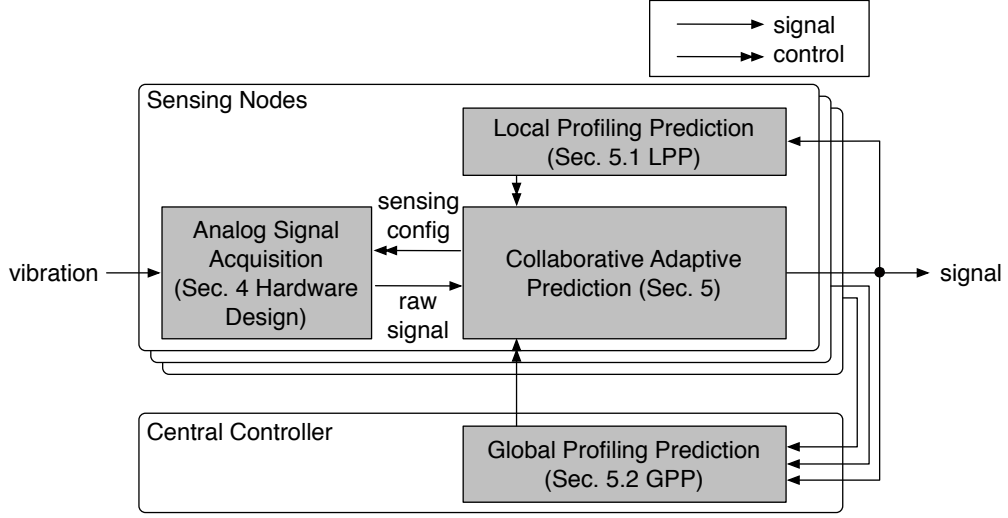 signal
control
Sensing Nodes
Local Profiling Prediction
(Sec. 5.1 LPP)
sensing
config
Analog Signal
Acquisition
(Sec. 4 Hardware
Design)
Collaborative Adaptive
Prediction (Sec. 5)
vibration
signal
raw
signal
Central Controller
Global Profiling Prediction
(Sec. 5.2 GPP)